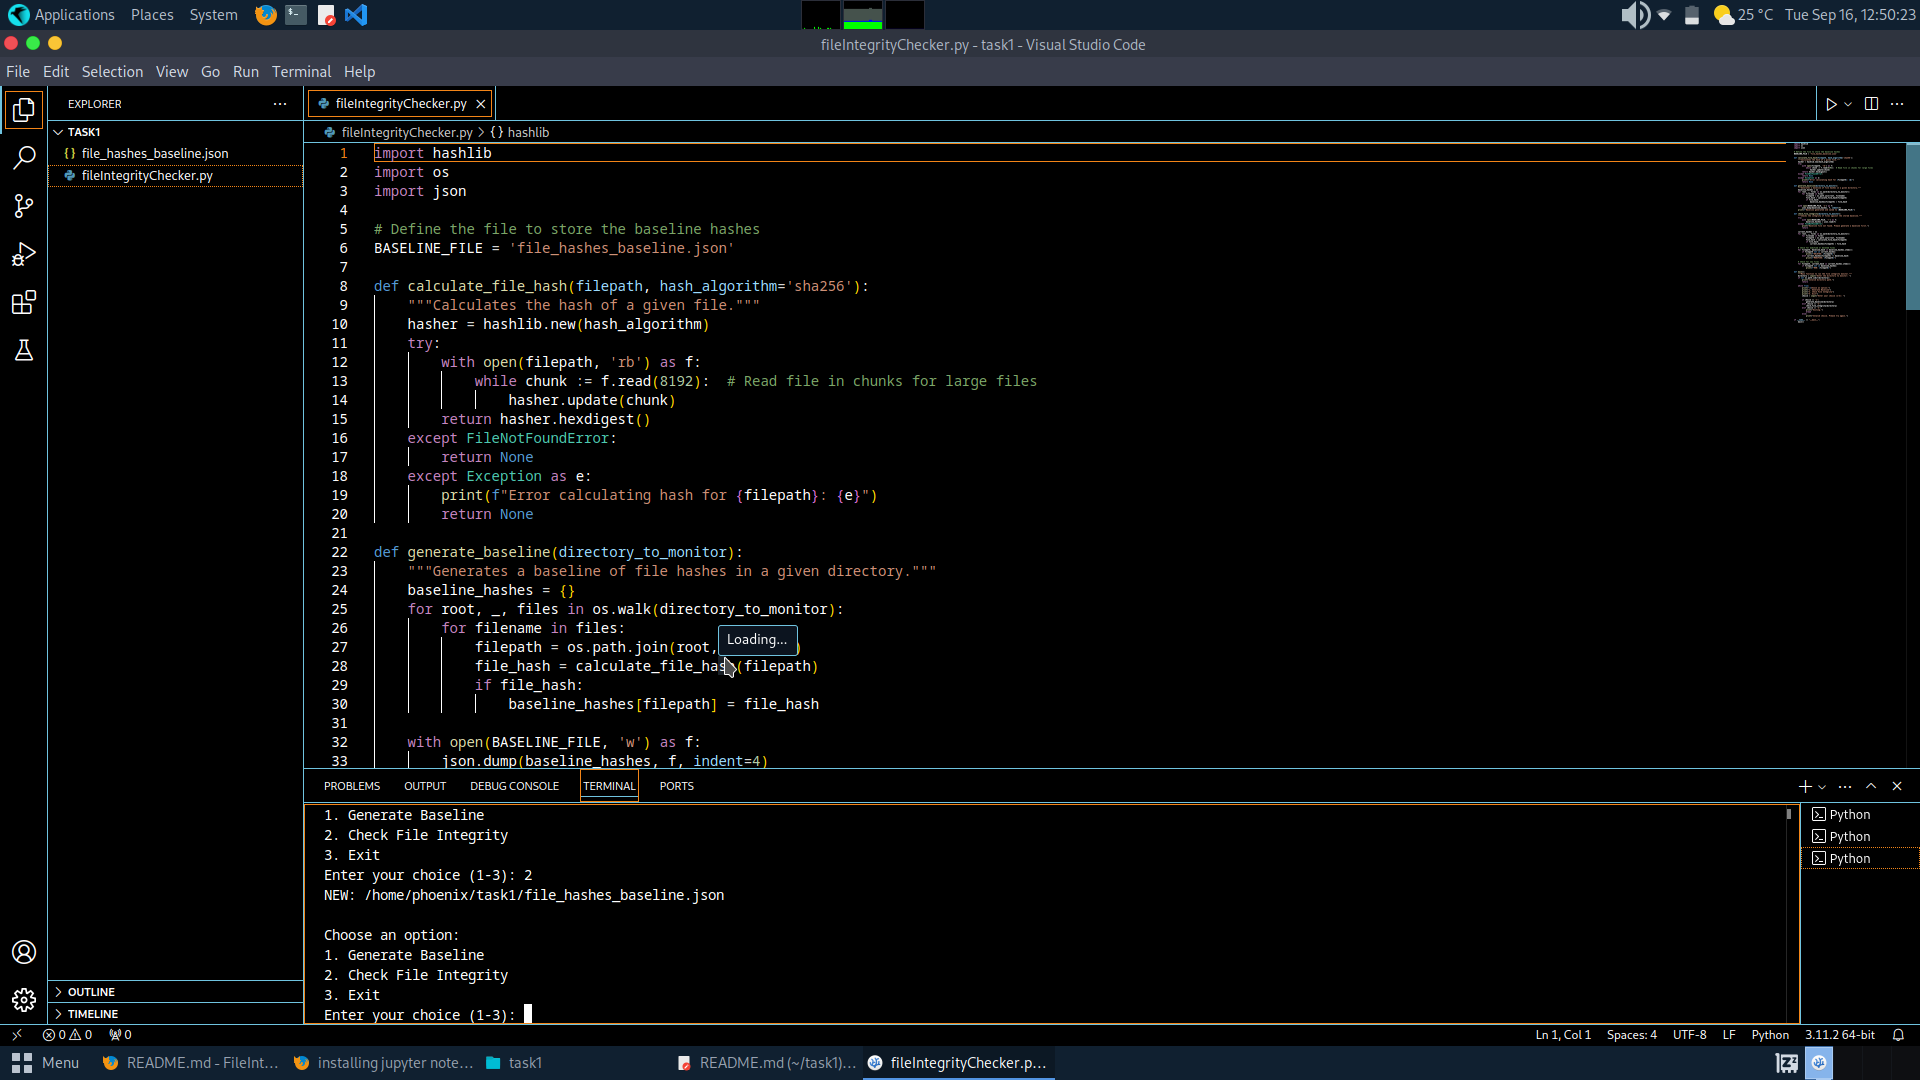 Applications Places System
25 °C Tue Sep 16, 12:50:23
fileIntegrityChecker.py - task1 - Visual Studio Code
File Edit Selection View Go Run Terminal Help
EXPLORER
fileIntegrityChecker.py
TASK1
fileIntegrityChecker.py > {} hashlib
{} file_hashes_baseline.json
fileIntegrityChecker.py
1 import hashlib
2 import os
3 import json
4
5 # Define the file to store the baseline hashes
6 BASELINE_FILE = 'file_hashes_baseline.json'
7
8 def calculate_file_hash(filepath, hash_algorithm='sha256'):
9 """Calculates the hash of a given file."""
10 hasher = hashlib.new(hash_algorithm)
11 try:
12 with open(filepath, 'rb') as f:
13 while chunk := f.read(8192): # Read file in chunks for large files
14 hasher.update(chunk)
15 return hasher.hexdigest()
16 except FileNotFoundError:
17 return None
18 except Exception as e:
19 print(f"Error calculating hash for {filepath}: {e}")
20 return None
21
22 def generate_baseline(directory_to_monitor):
23 """Generates a baseline of file hashes in a given directory."""
24 baseline_hashes = {}
25 for root, _, files in os.walk(directory_to_monitor):
26 for filename in files:
Loading...
27 filepath = os.path.join(root, )
28 file_hash = calculate_file_hash(filepath)
29 if file_hash:
30 baseline_hashes[filepath] = file_hash
31
32 with open(BASELINE_FILE, 'w') as f:
33 json.dump(baseline_hashes, f, indent=4)
PROBLEMS OUTPUT DEBUG CONSOLE TERMINAL PORTS
1. Generate Baseline
2. Check File Integrity
3. Exit
Enter your choice (1-3): 2
NEW: /home/phoenix/task1/file_hashes_baseline.json
Choose an option:
1. Generate Baseline
2. Check File Integrity
3. Exit
Enter your choice (1-3):
Python
Python
Python
OUTLINE
TIMELINE
0 0 0
Ln 1, Col 1 Spaces: 4 UTF-8 LF Python 3.11.2 64-bit
Menu README.md - FileInt... installing jupyter note... task1 README.md (~/task1)... fileIntegrityChecker.p...